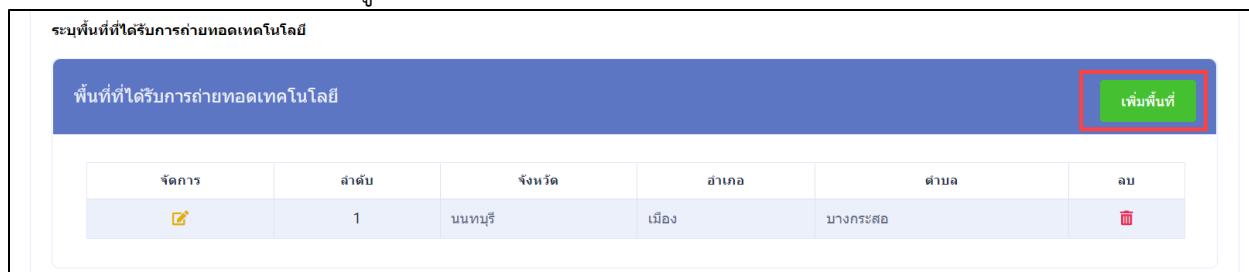 ระบุพื้นที่ที่ได้รับการถ่ายทอดเทคโนโลยี
พื้นที่ที่ได้รับการถ่ายทอดเทคโนโลยี เพิ่มพื้นที่
จัดการ ลำดับ จังหวัด อำเภอ ตำบล ลบ
1 นนทบุรี เมือง บางกระสอ